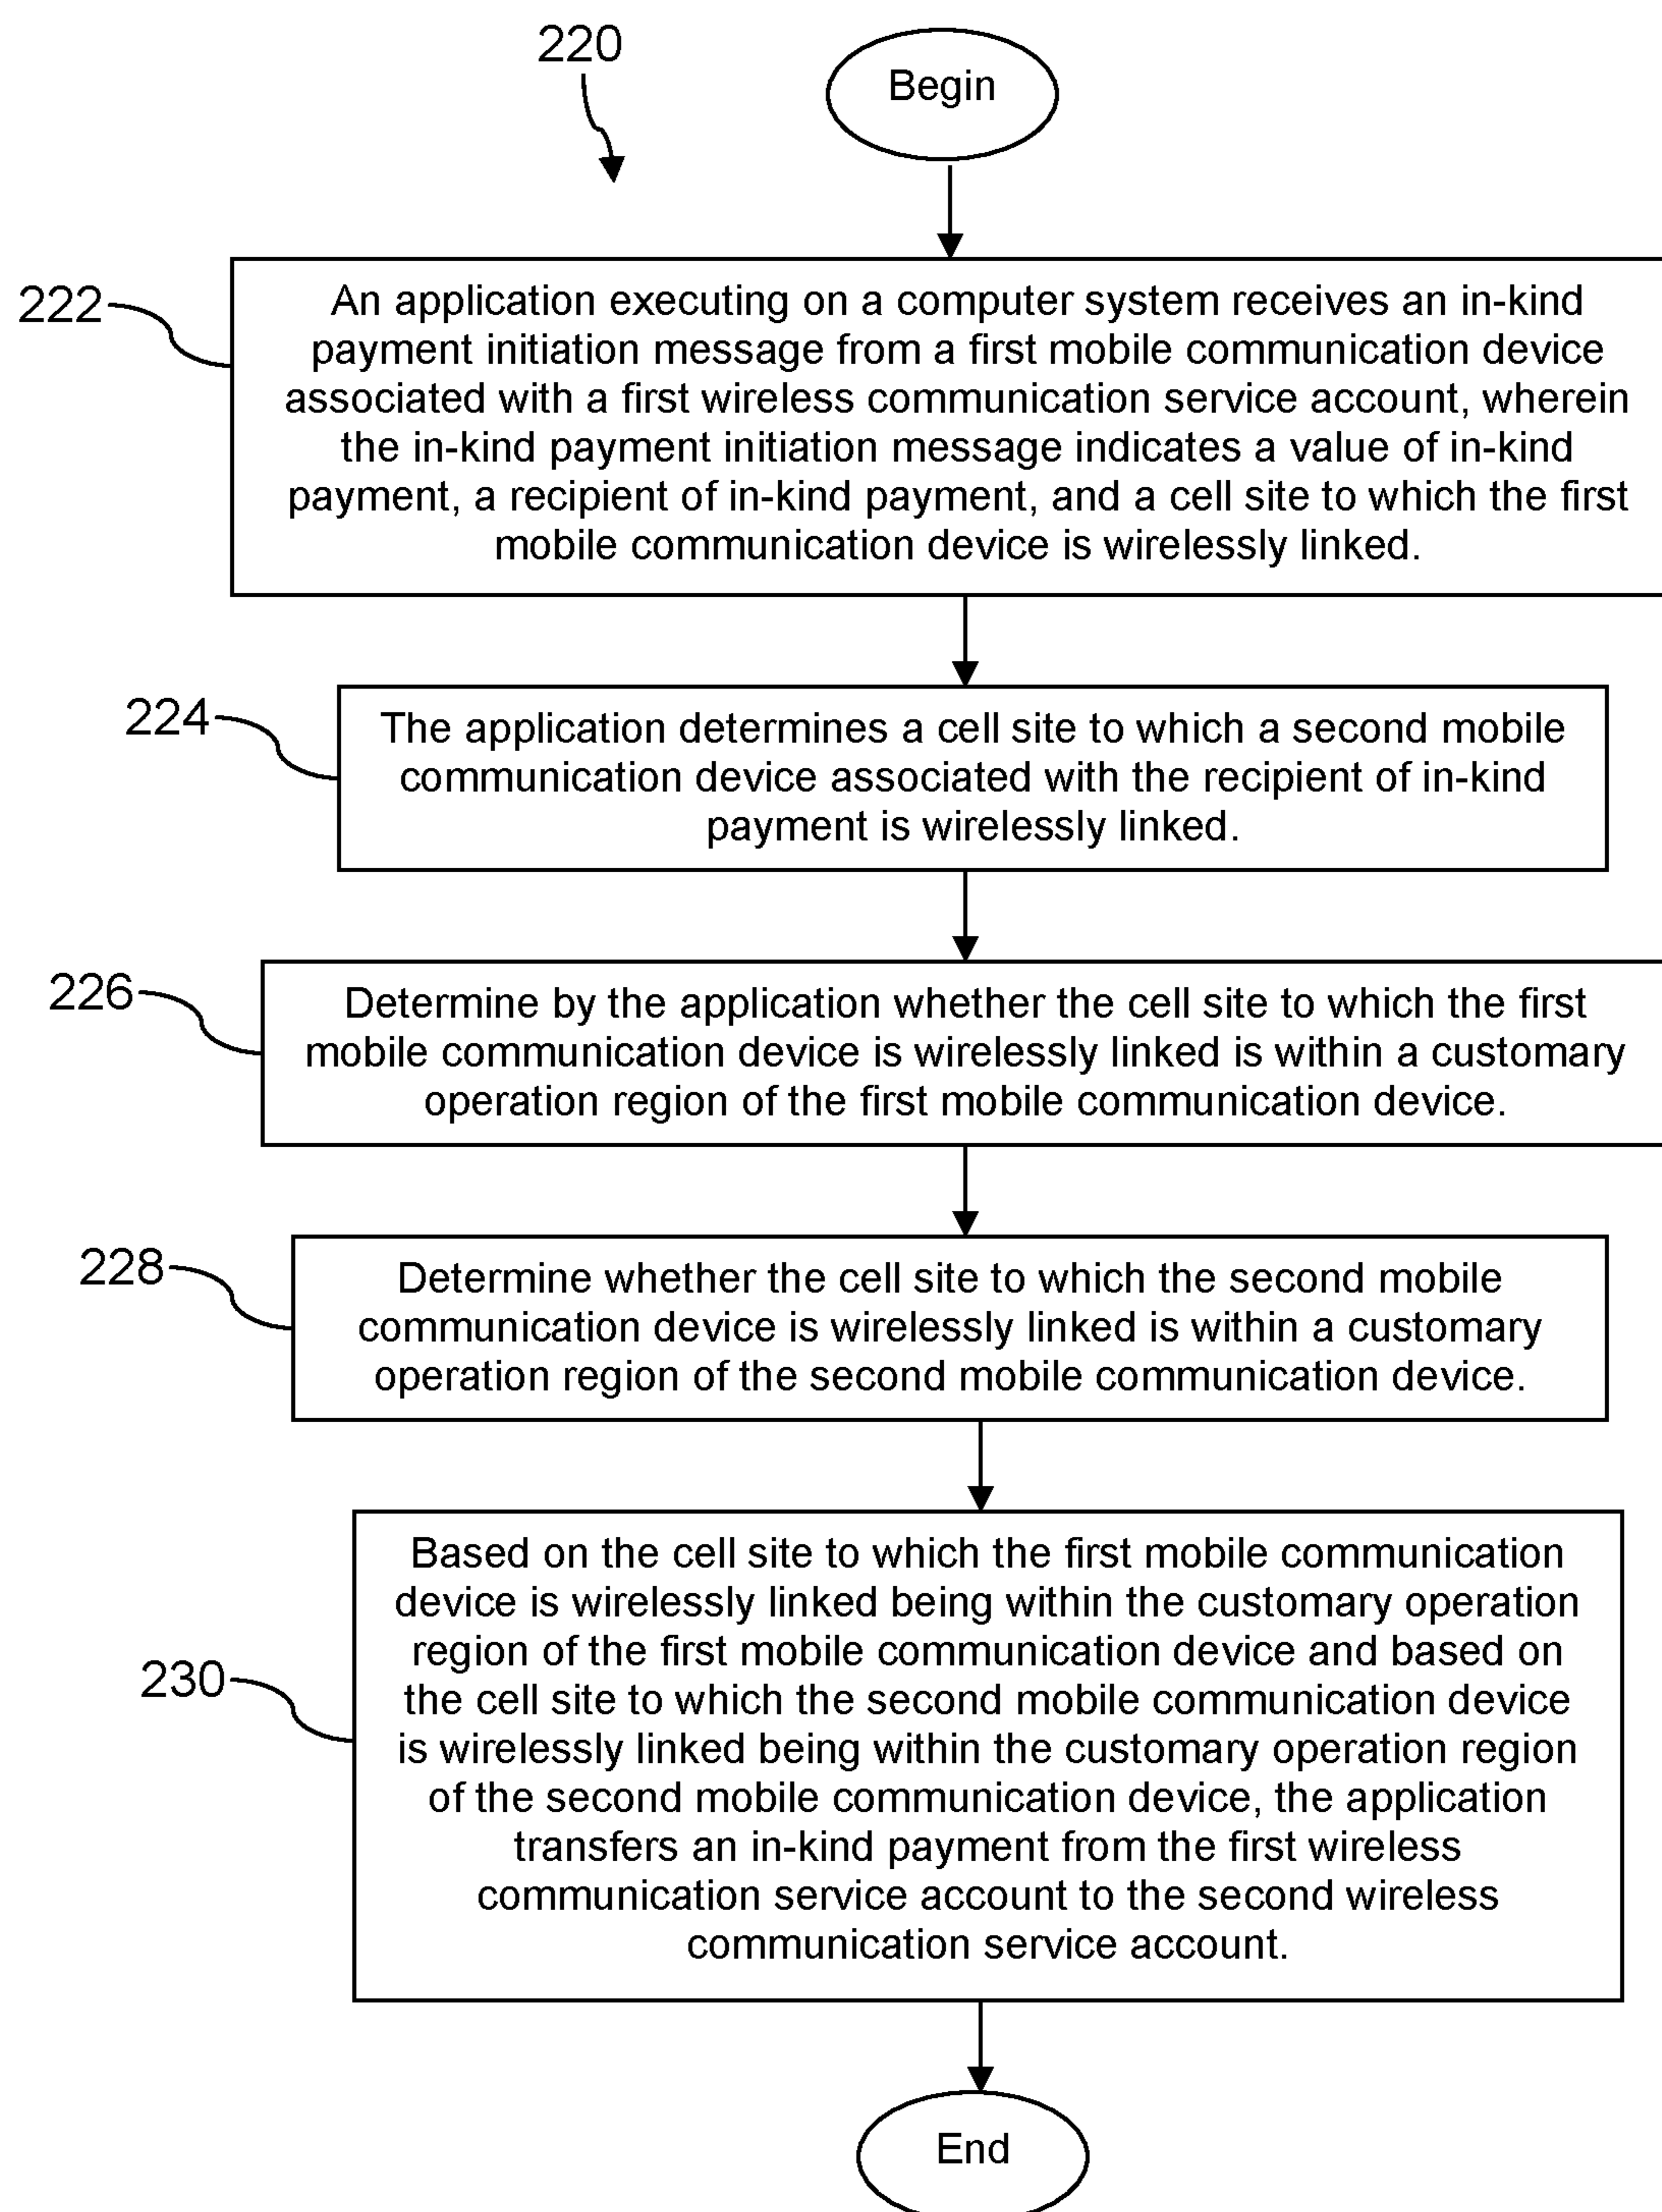 220
Begin
222
An application executing on a computer system receives an in-kind
payment initiation message from a first mobile communication device
associated with a first wireless communication service account, wherein
the in-kind payment initiation message indicates a value of in-kind
payment, a recipient of in-kind payment, and a cell site to which the first
mobile communication device is wirelessly linked.
224
The application determines a cell site to which a second mobile
communication device associated with the recipient of in-kind
payment is wirelessly linked.
226
Determine by the application whether the cell site to which the first
mobile communication device is wirelessly linked is within a customary
operation region of the first mobile communication device.
228
Determine whether the cell site to which the second mobile
communication device is wirelessly linked is within a customary
operation region of the second mobile communication device.
230
Based on the cell site to which the first mobile communication
device is wirelessly linked being within the customary operation
region of the first mobile communication device and based on
the cell site to which the second mobile communication device
is wirelessly linked being within the customary operation region
of the second mobile communication device, the application
transfers an in-kind payment from the first wireless
communication service account to the second wireless
communication service account.
End